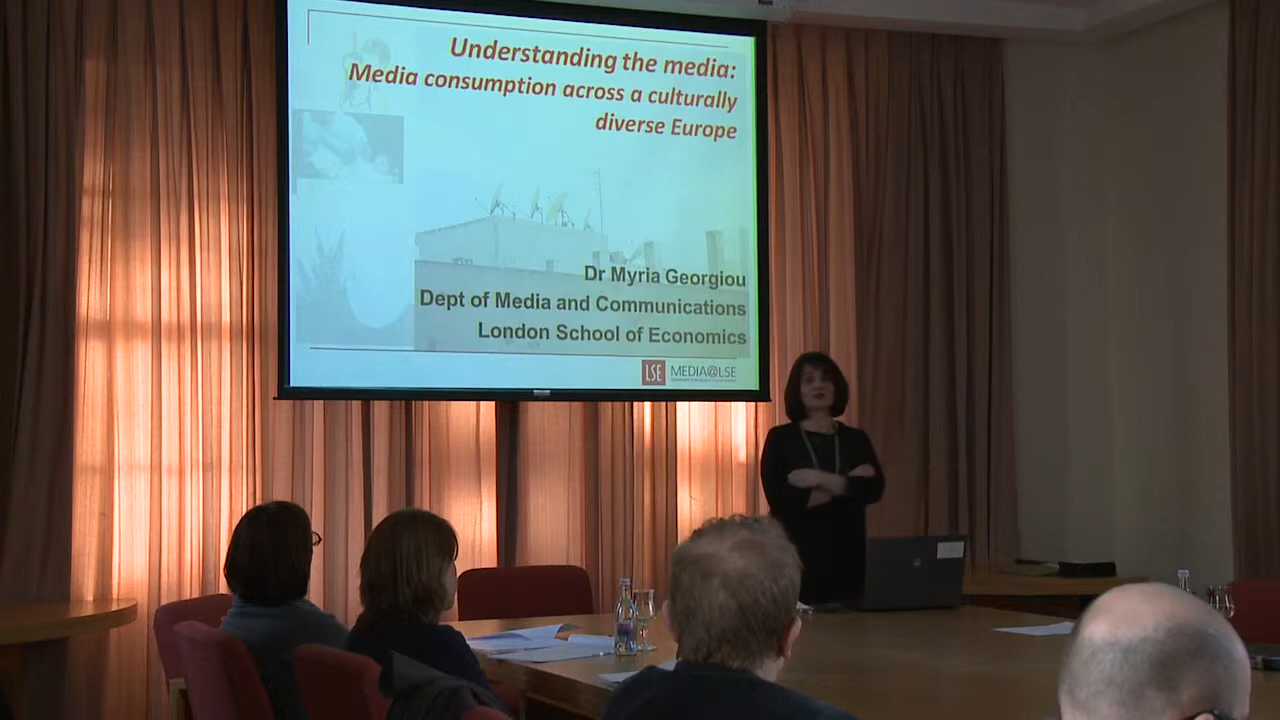 Understanding the media:
Media consumption across a culturally
diverse Europe
Dr Myria Georgiou
Dept of Media and Communications
London School of Economics
LSE MEDIA@LSE